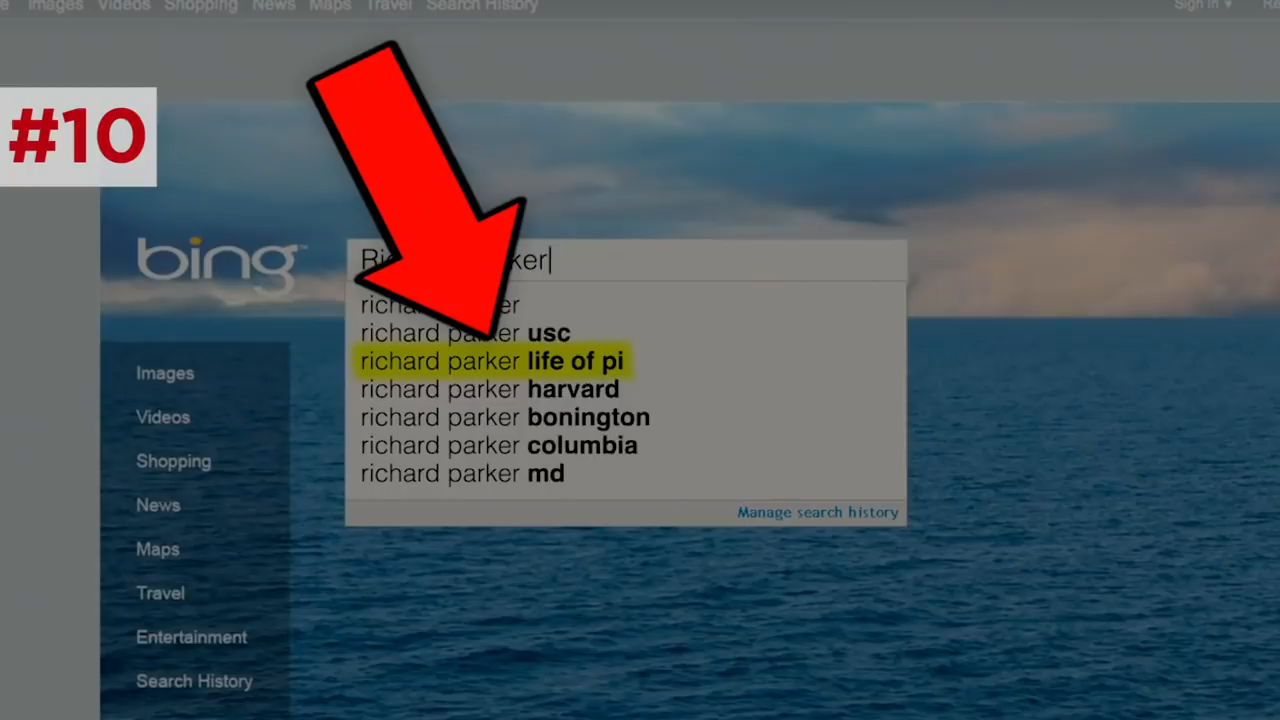 Images Videos Shopping News Maps Travel Search History
Sign in
#10
bing
richard parker usc
richard parker life of pi
richard parker harvard
richard parker bonington
richard parker columbia
richard parker md
Manage search history
Images
Videos
Shopping
News
Maps
Travel
Entertainment
Search History